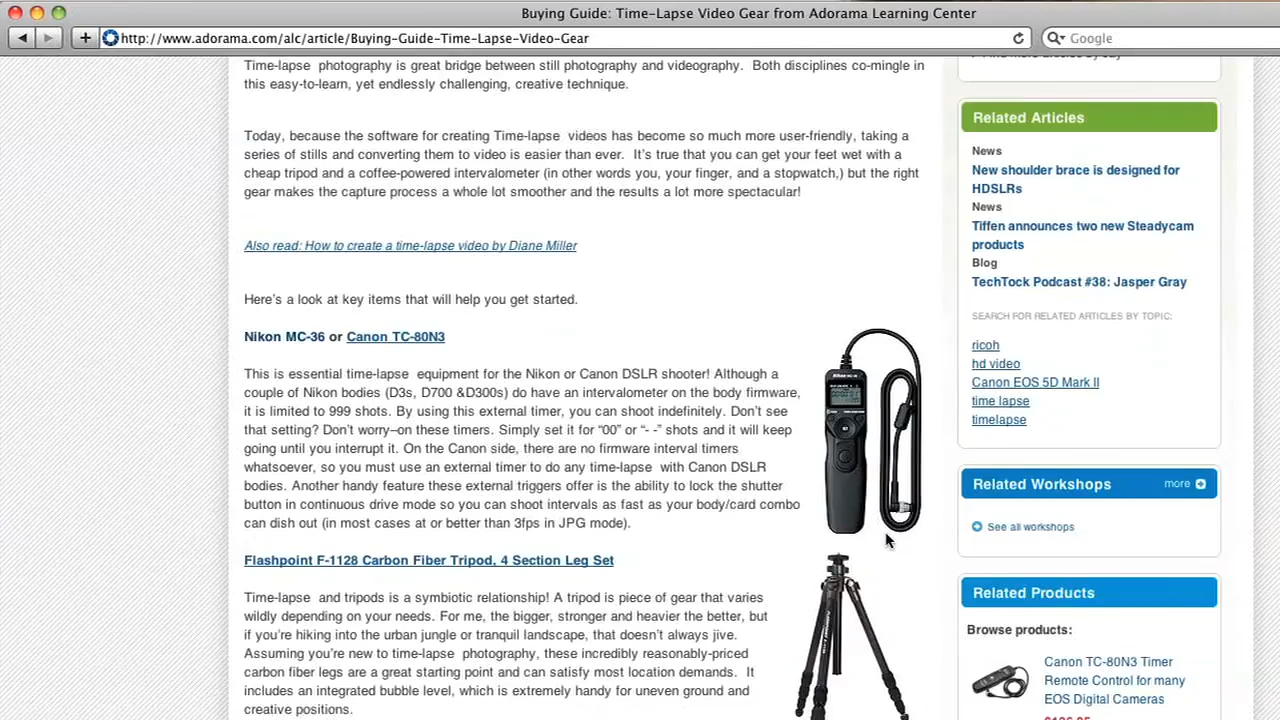 Buying Guide: Time-Lapse Video Gear from Adorama Learning Center
http://www.adorama.com/alc/article/Buying-Guide-Time-Lapse-Video-Gear
Google
Time-lapse photography is great bridge between still photography and videography. Both disciplines co-mingle in
this easy-to-learn, yet endlessly challenging, creative technique.
Today, because the software for creating Time-lapse videos has become so much more user-friendly, taking a
series of stills and converting them to video is easier than ever. It's true that you can get your feet wet with a
cheap tripod and a coffee-powered intervalometer (in other words you, your finger, and a stopwatch,) but the right
gear makes the capture process a whole lot smoother and the results a lot more spectacular!
Also read: How to create a time-lapse video by Diane Miller
Here's a look at key items that will help you get started.
Nikon MC-36 or Canon TC-80N3
This is essential time-lapse equipment for the Nikon or Canon DSLR shooter! Although a
couple of Nikon bodies (D3s, D700 &D300s) do have an intervalometer on the body firmware,
it is limited to 999 shots. By using this external timer, you can shoot indefinitely. Don't see
that setting? Don't worry–on these timers. Simply set it for “00” or “- -” shots and it will keep
going until you interrupt it. On the Canon side, there are no firmware interval timers
whatsoever, so you must use an external timer to do any time-lapse with Canon DSLR
bodies. Another handy feature these external triggers offer is the ability to lock the shutter
button in continuous drive mode so you can shoot intervals as fast as your body/card combo
can dish out (in most cases at or better than 3fps in JPG mode).
Flashpoint F-1128 Carbon Fiber Tripod, 4 Section Leg Set
Time-lapse and tripods is a symbiotic relationship! A tripod is piece of gear that varies
wildly depending on your needs. For me, the bigger, stronger and heavier the better, but
if you're hiking into the urban jungle or tranquil landscape, that doesn't always jive.
Assuming you're new to time-lapse photography, these incredibly reasonably-priced
carbon fiber legs are a great starting point and can satisfy most location demands. It
includes an integrated bubble level, which is extremely handy for uneven ground and
creative positions.
Related Articles
News
New shoulder brace is designed for
HDSLRs
News
Tiffen announces two new Steadycam
products
Blog
TechTock Podcast #38: Jasper Gray
SEARCH FOR RELATED ARTICLES BY TOPIC:
ricoh
hd video
Canon EOS 5D Mark II
time lapse
timelapse
Related Workshops more
See all workshops
Related Products
Browse products:
Canon TC-80N3 Timer
Remote Control for many
EOS Digital Cameras